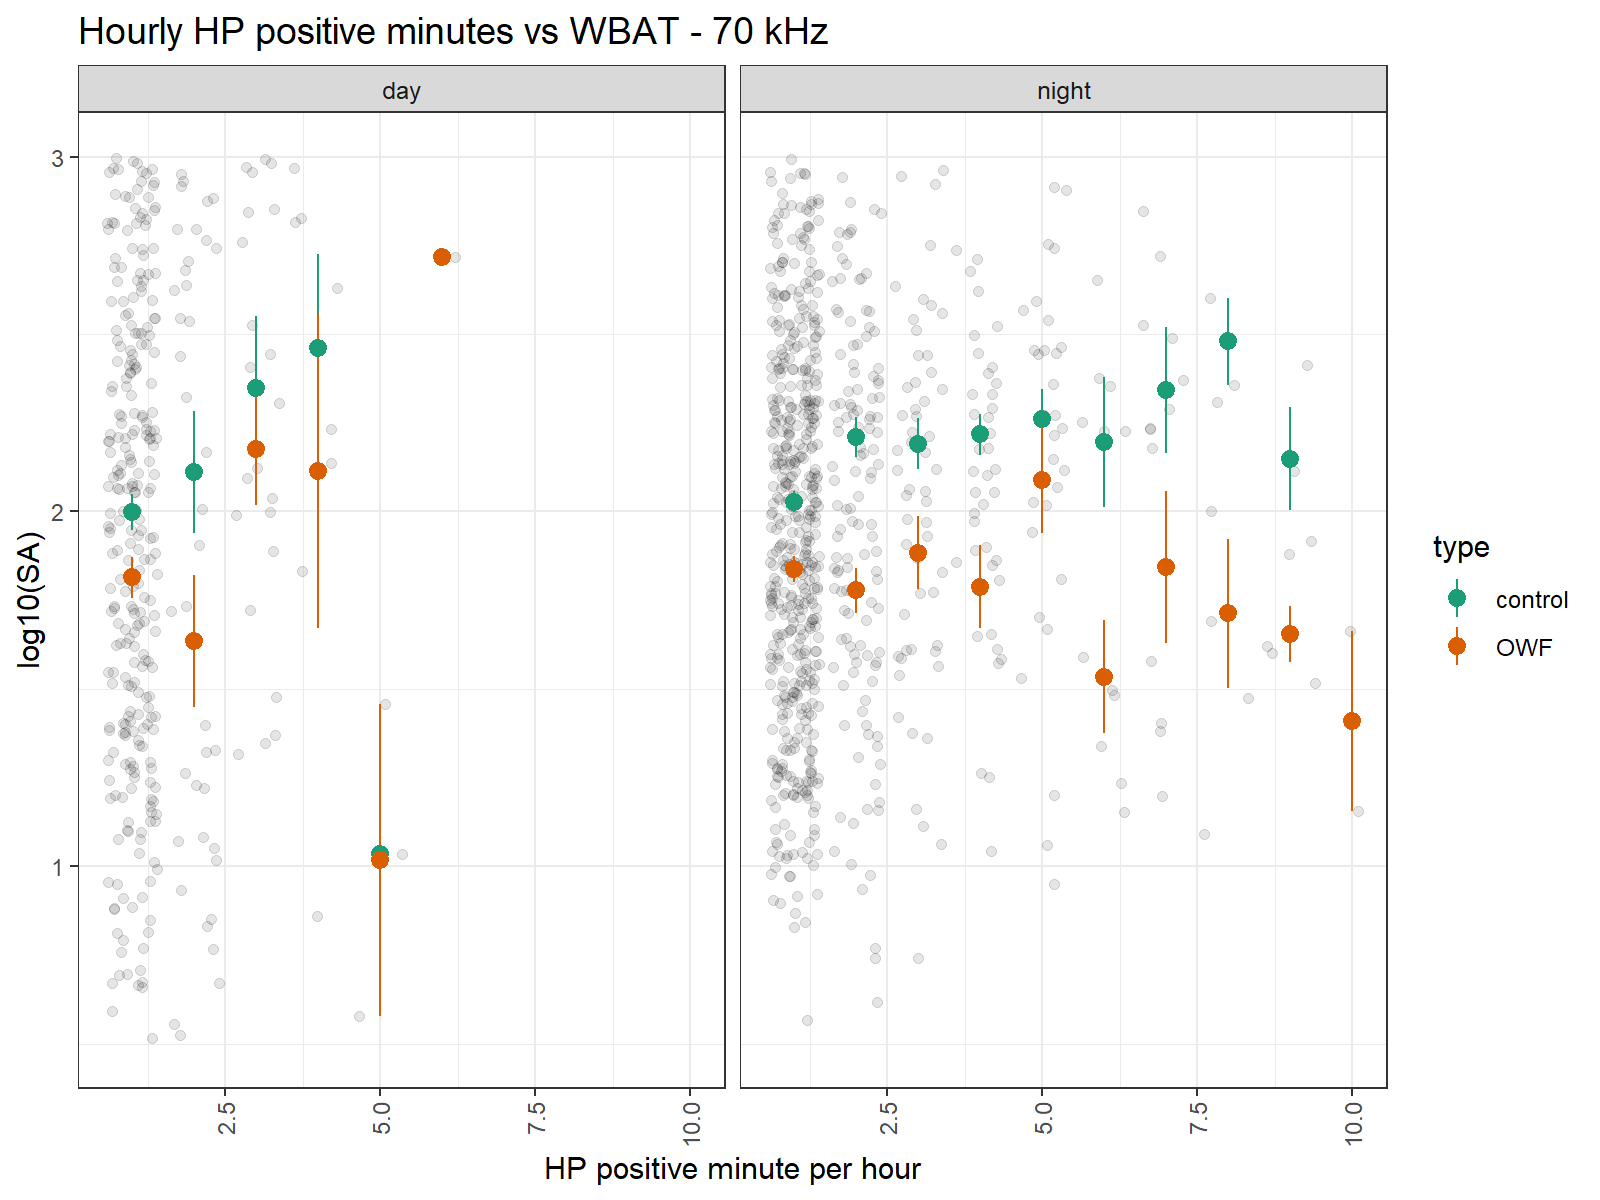 Hourly HP positive minutes vs WBAT - 70 kHz
day
night
3
2
1
log10(SA)
2.5
5.0
7.5
10.0
2.5
5.0
7.5
10.0
HP positive minute per hour
type
control
OWF